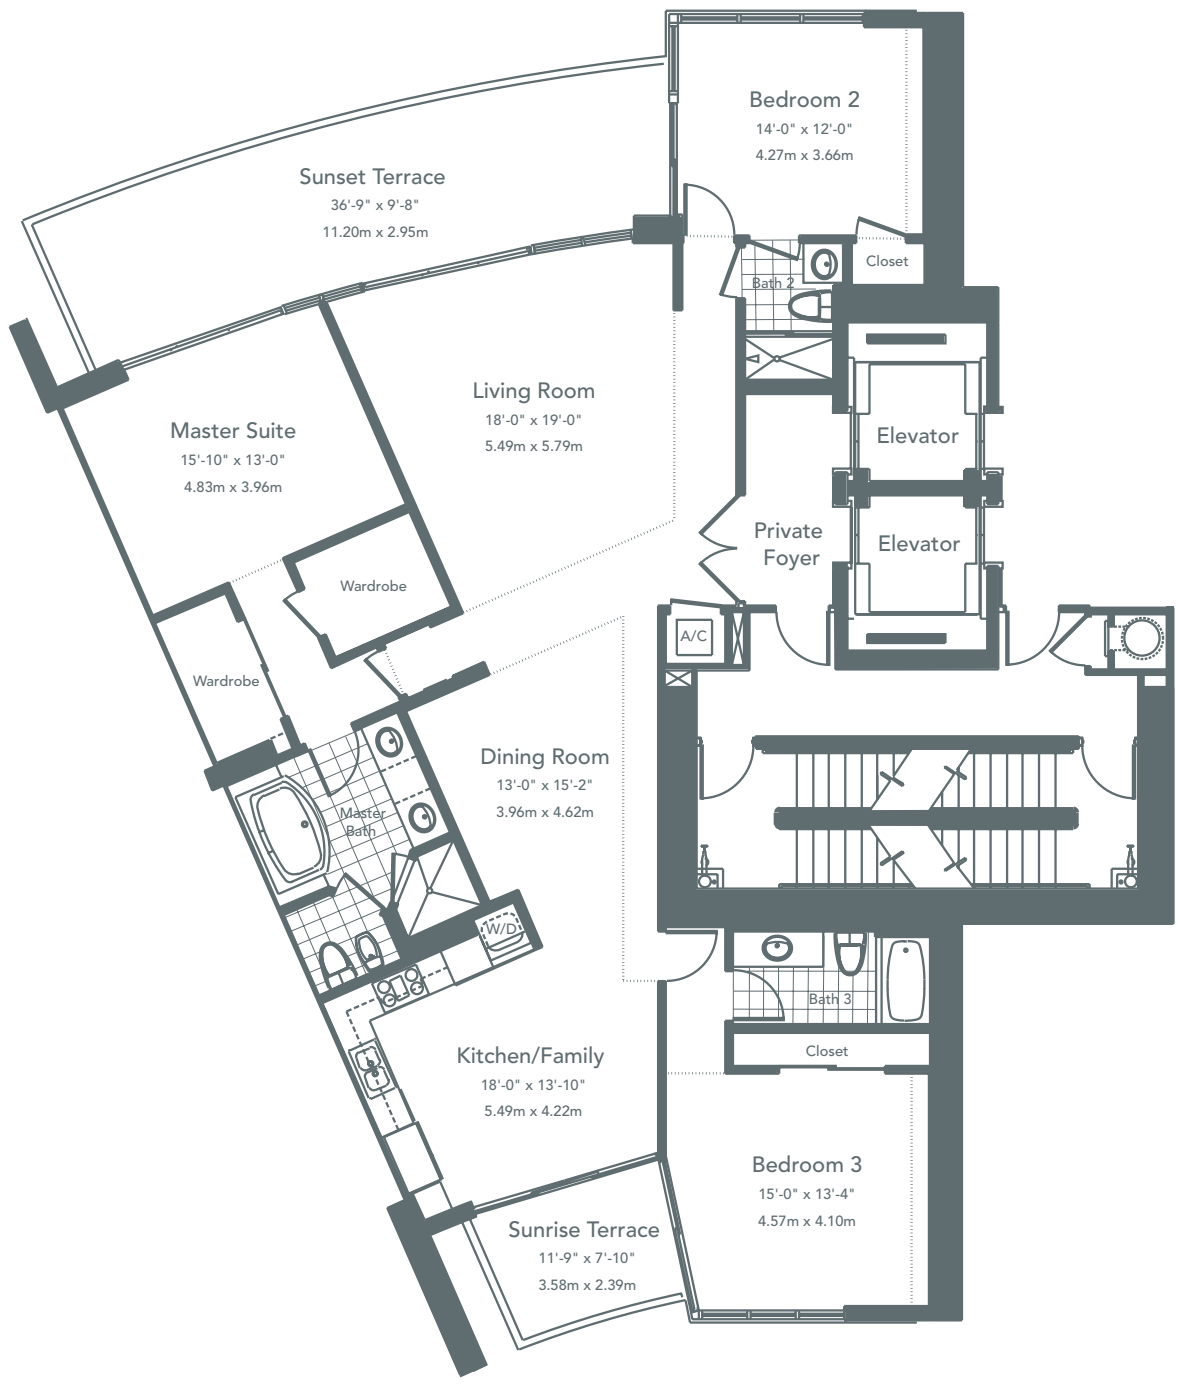 Bedroom 2
14'-0" x 12'-0"
4.27m x 3.66m
Sunset Terrace
36'-9" x 9'-8"
11.20m x 2.95m
Closet
Bath 2
Living Room
18'-0" x 19'-0"
5.49m x 5.79m
Master Suite
15'-10" x 13'-0"
4.83m x 3.96m
Elevator
Private
Foyer
Elevator
Wardrobe
A/C
Wardrobe
Dining Room
13'-0" x 15'-2"
3.96m x 4.62m
Master
Bath
W/D
Bath 3
Closet
Kitchen/Family
18'-0" x 13'-10"
5.49m x 4.22m
Bedroom 3
15'-0" x 13'-4"
4.57m x 4.10m
Sunrise Terrace
11'-9" x 7'-10"
3.58m x 2.39m